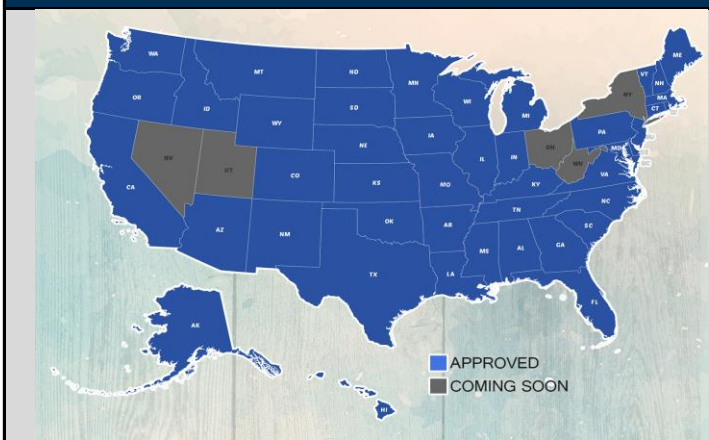 WA
ME
MT
ND
VT
MN
NH
OR
ID
WI
MA
SD
NY
MI
CT
WY
IA
PA
NE
OH
NV
IL
IN
MD
UT
WV
CO
VA
CA
KS
MO
KY
NC
TN
OK
AZ
NM
AR
SC
MS
AL
GA
TX
LA
FL
AK
APPROVED
COMING SOON
HI